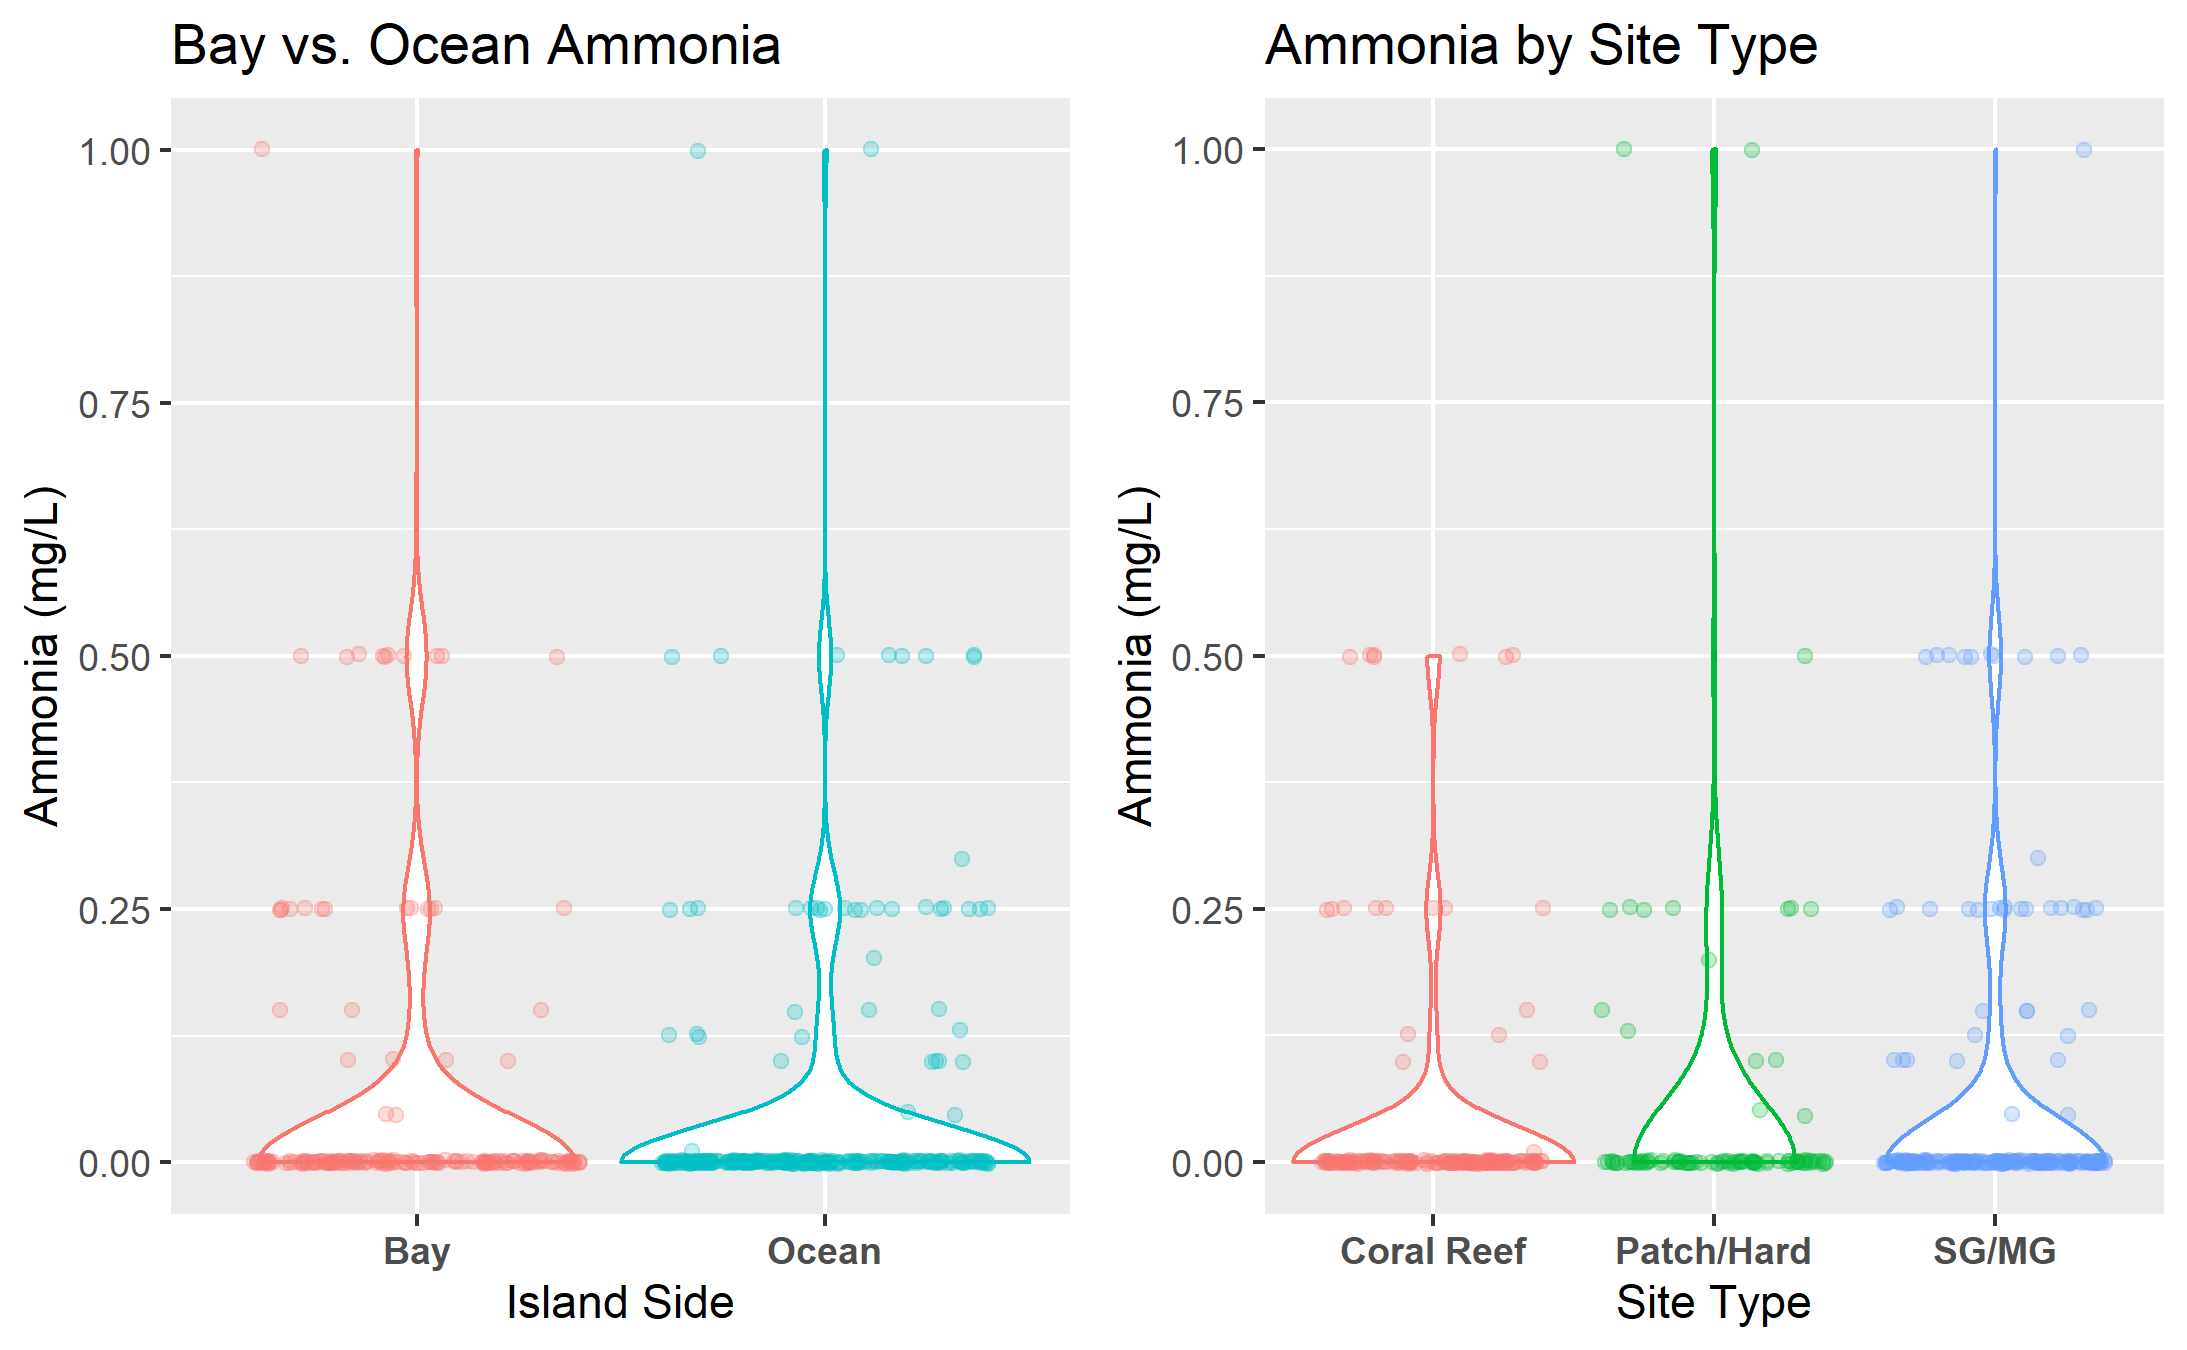 Bay vs. Ocean Ammonia
Ammonia (mg/L)
1.00
0.75
0.50
0.25
0.00
Bay
Ocean
Island Side
Ammonia by Site Type
Ammonia (mg/L)
1.00
0.75
0.50
0.25
0.00
Coral Reef
Patch/Hard
SG/MG
Site Type